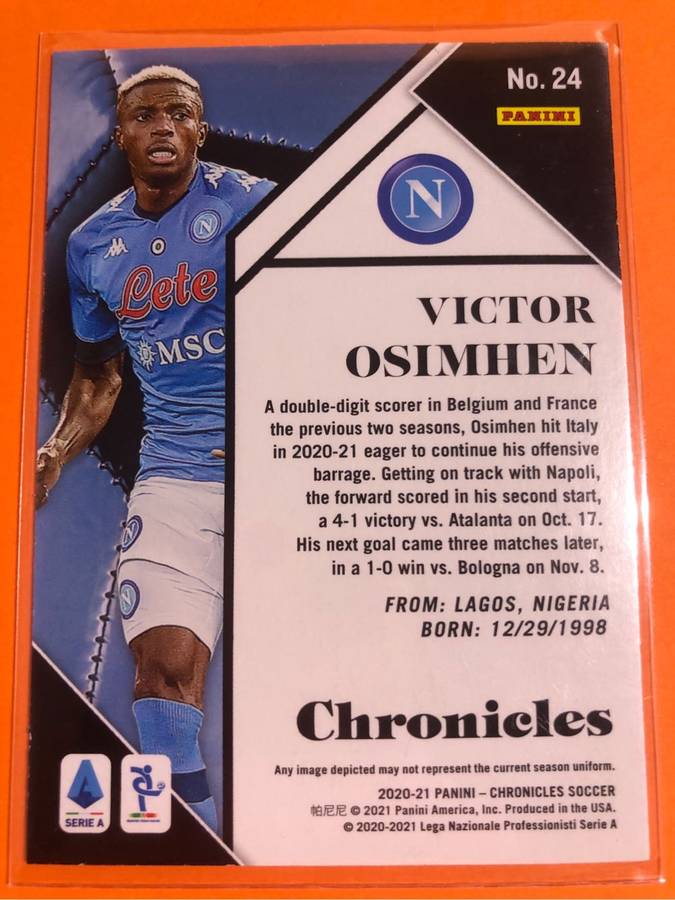 No. 24
PANINI
N
N
Lete
MSC
VICTOR
OSIMHEN
A double-digit scorer in Belgium and France
the previous two seasons, Osimhen hit Italy
in 2020-21 eager to continue his offensive
barrage. Getting on track with Napoli,
the forward scored in his second start,
a 4-1 victory vs. Atalanta on Oct. 17.
His next goal came three matches later,
in a 1-0 win vs. Bologna on Nov. 8.
FROM: LAGOS, NIGERIA
BORN: 12/29/1998
N
N
Chronicles
Any image depicted may not represent the current season uniform.
2020-21 PANINI – CHRONICLES SOCCER
帕尼尼 © 2021 Panini America, Inc. Produced in the USA.
© 2020-2021 Lega Nazionale Professionisti Serie A
SERIE A